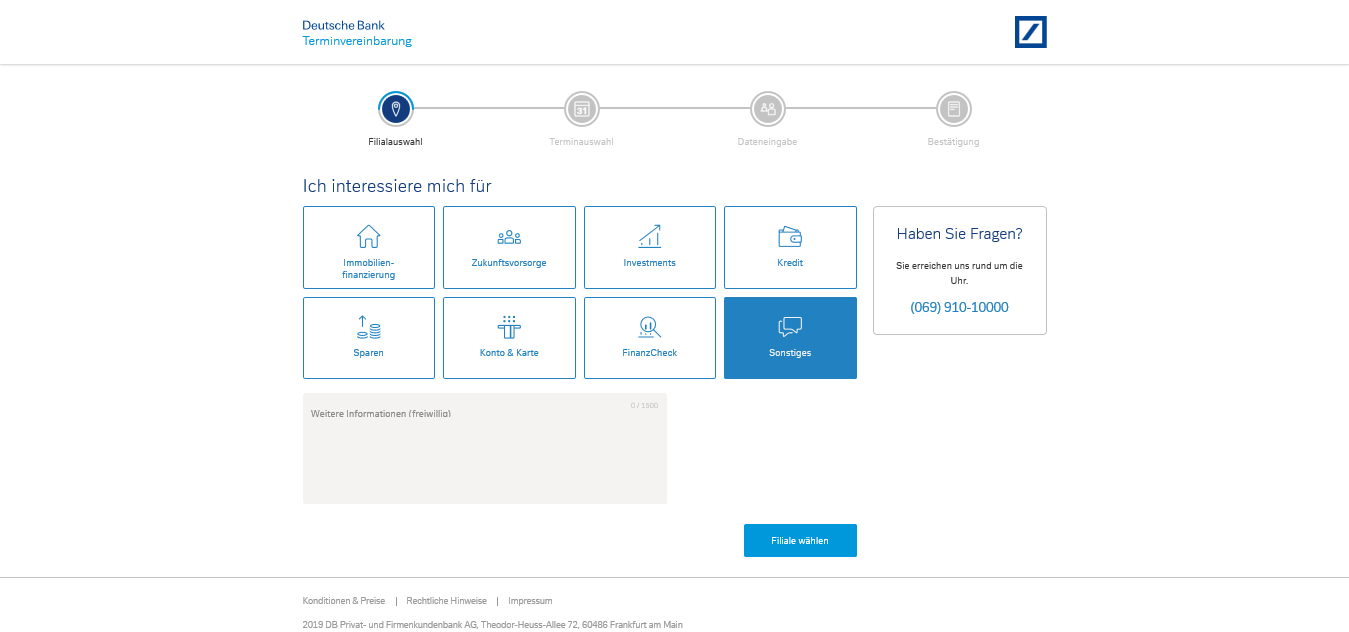 Deutsche Bank
Terminvereinbarung
31
Filialauswahl
Terminauswahl
Dateneingabe
Bestätigung
Ich interessiere mich für
Immobilien-
finanzierung
Zukunftsvorsorge
Investments
Kredit
Sparen
Konto & Karte
FinanzCheck
Sonstiges
Haben Sie Fragen?
Sie erreichen uns rund um die
Uhr.
(069) 910-10000
0 / 1500
Weitere Informationen (freiwillig)
Filiale wählen
Konditionen & Preise | Rechtliche Hinweise | Impressum
2019 DB Privat- und Firmenkundenbank AG, Theodor-Heuss-Allee 72, 60486 Frankfurt am Main